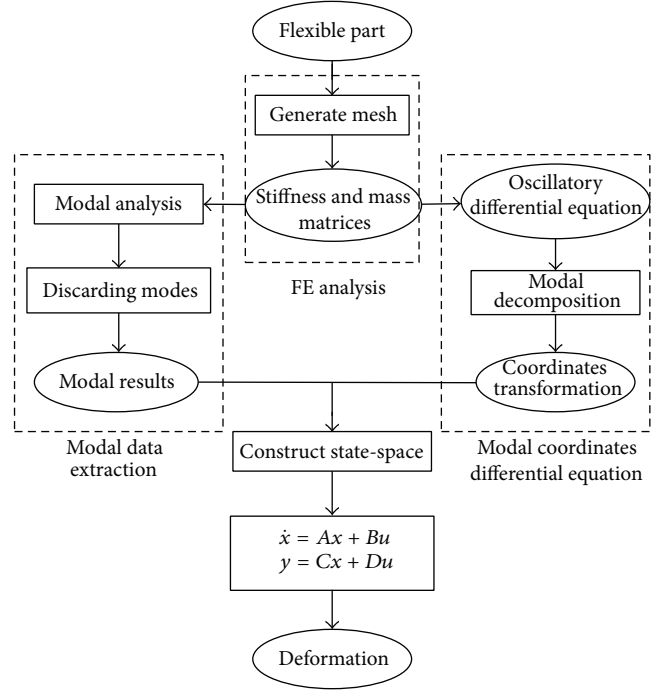 Flexible part
Generate mesh
Stiffness and mass
matrices
FE analysis
Modal analysis
Discarding modes
Modal results
Modal data
extraction
Oscillatory
differential equation
Modal
decomposition
Coordinates
transformation
Modal coordinates
differential equation
Construct state-space
ẋ = Ax + Bu
y = Cx + Du
Deformation